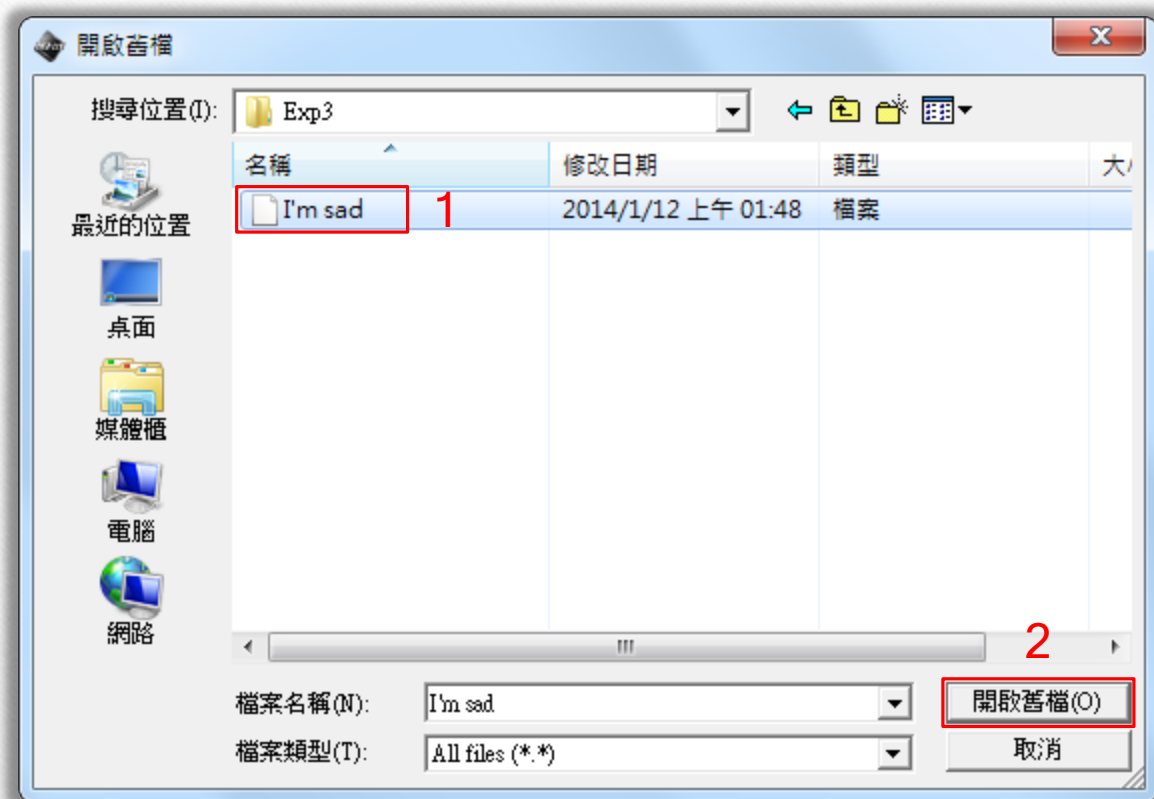 開啟舊檔
搜尋位置(I): Exp3
名稱 修改日期 類型
I'm sad 1 2014/1/12 上午 01:48 檔案
最近的位置
桌面
媒體櫃
電腦
網路
2
檔案名稱(N): I'm sad 開啟舊檔(O)
檔案類型(T): All files (*.*) 取消